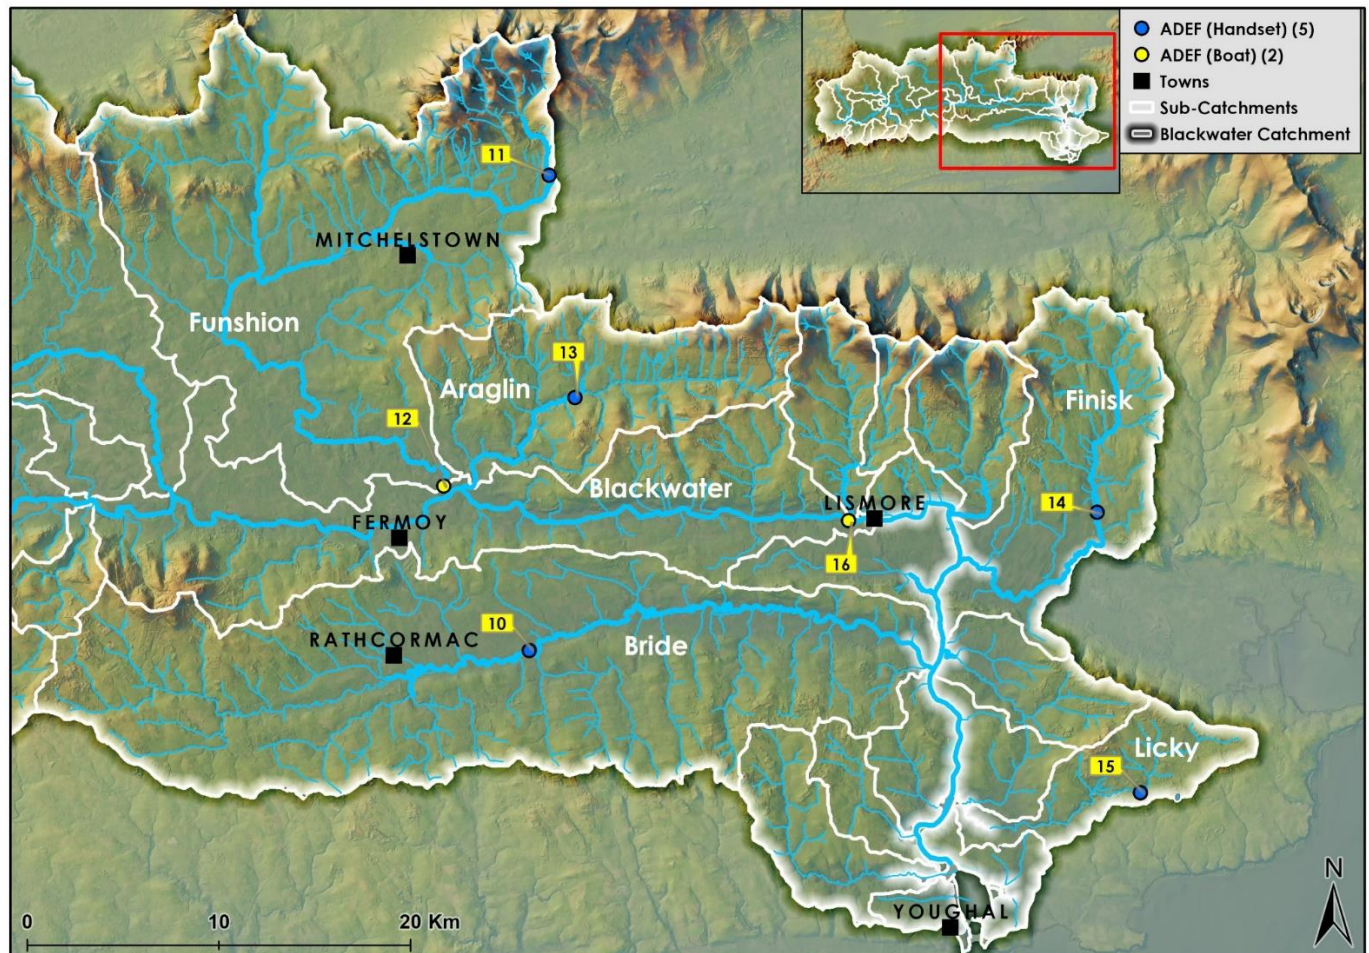 ADEF (Handset) (5)
ADEF (Boat) (2)
Towns
Sub-Catchments
Blackwater Catchment
11
MITCHELSTOWN
Funshion
13
Araglin
Finisk
12
Blackwater
LISMORE
14
FERMOY
16
10
RATHCORMAC
Bride
Licky
15
N
YOUGHAL
0 10 20 Km